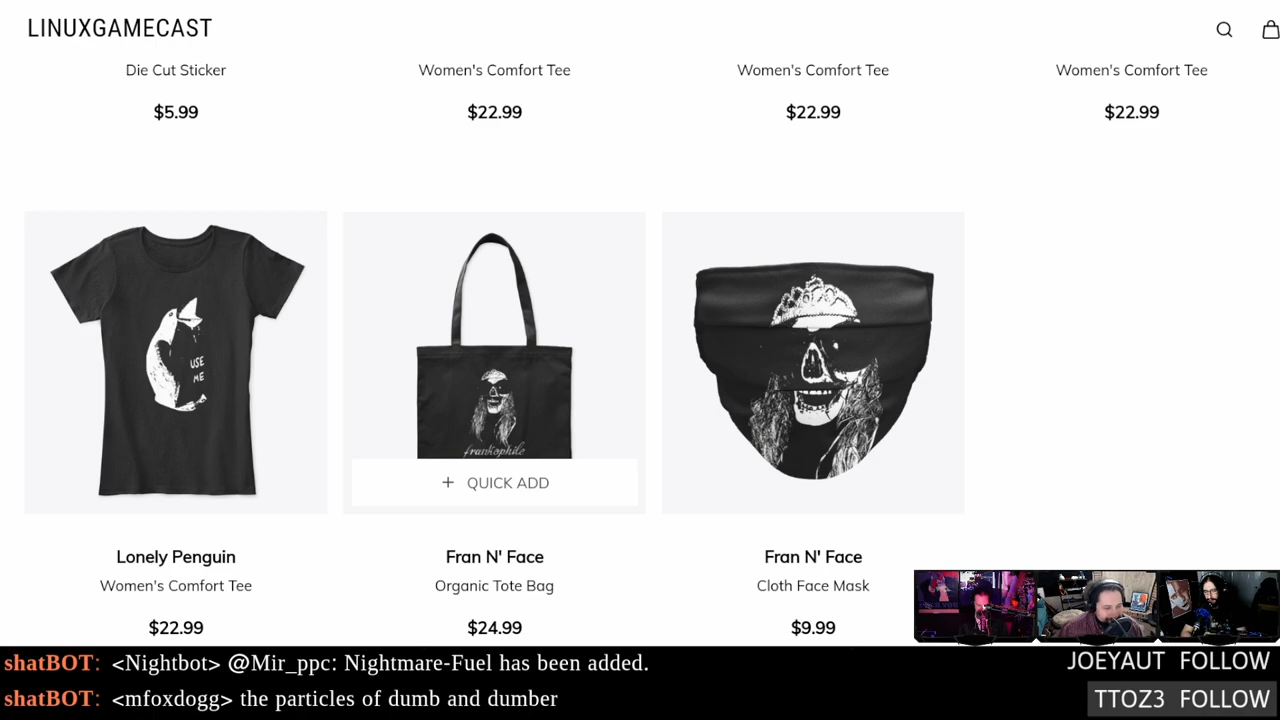 LINUXGAMECAST
Die Cut Sticker
Women's Comfort Tee
Women's Comfort Tee
Women's Comfort Tee
$5.99
$22.99
$22.99
$22.99
USE
ME
frankophile
+ QUICK ADD
Lonely Penguin
Fran N' Face
Fran N' Face
Women's Comfort Tee
Organic Tote Bag
Cloth Face Mask
$22.99
$24.99
$9.99
shatBOT: <Nightbot> @Mir_ppc: Nightmare-Fuel has been added.
JOEYAUT FOLLOW
shatBOT: <mfoxdogg> the particles of dumb and dumber
TTOZ3 FOLLOW